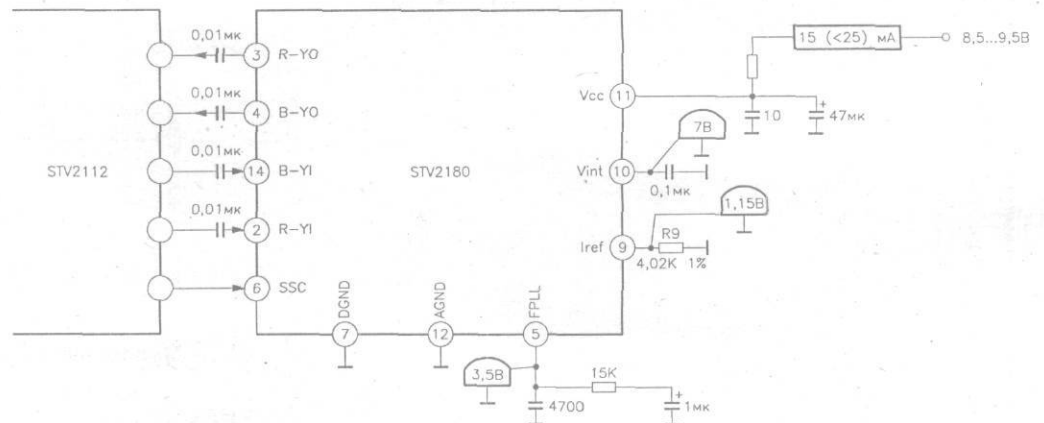 0,01мк
3
R-YO
0,01мк
4
B-YO
0,01мк
14
B-YI
0,01мк
2
R-YI
6
SSC
STV2112
STV2180
7
DGND
12
AGND
5
FPLL
3,5В
15К
4700
+
1мк
Vcc
11
15 (<25) мА
8,5...9,5В
10
+
47мк
Vint
10
7В
0,1мк
Iref
9
1,15В
R9
4,02К 1%